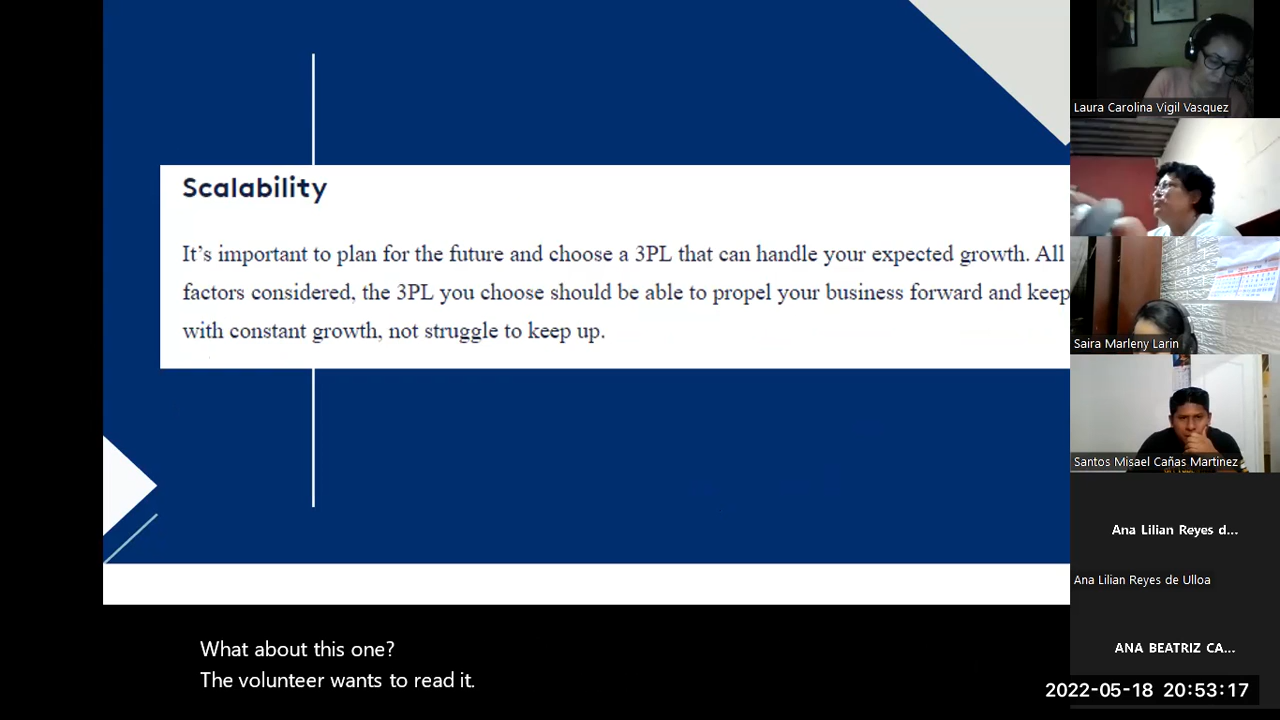 Scalability
It's important to plan for the future and choose a 3PL that can handle your expected growth. All
factors considered, the 3PL you choose should be able to propel your business forward and keep
with constant growth, not struggle to keep up.
What about this one?
The volunteer wants to read it.
Laura Carolina Vigil Vasquez
Saira Marleny Larin
Santos Misael Cañas Martinez
Ana Lilian Reyes d...
Ana Lilian Reyes de Ulloa
ANA BEATRIZ CA...
2022-05-18 20:53:17